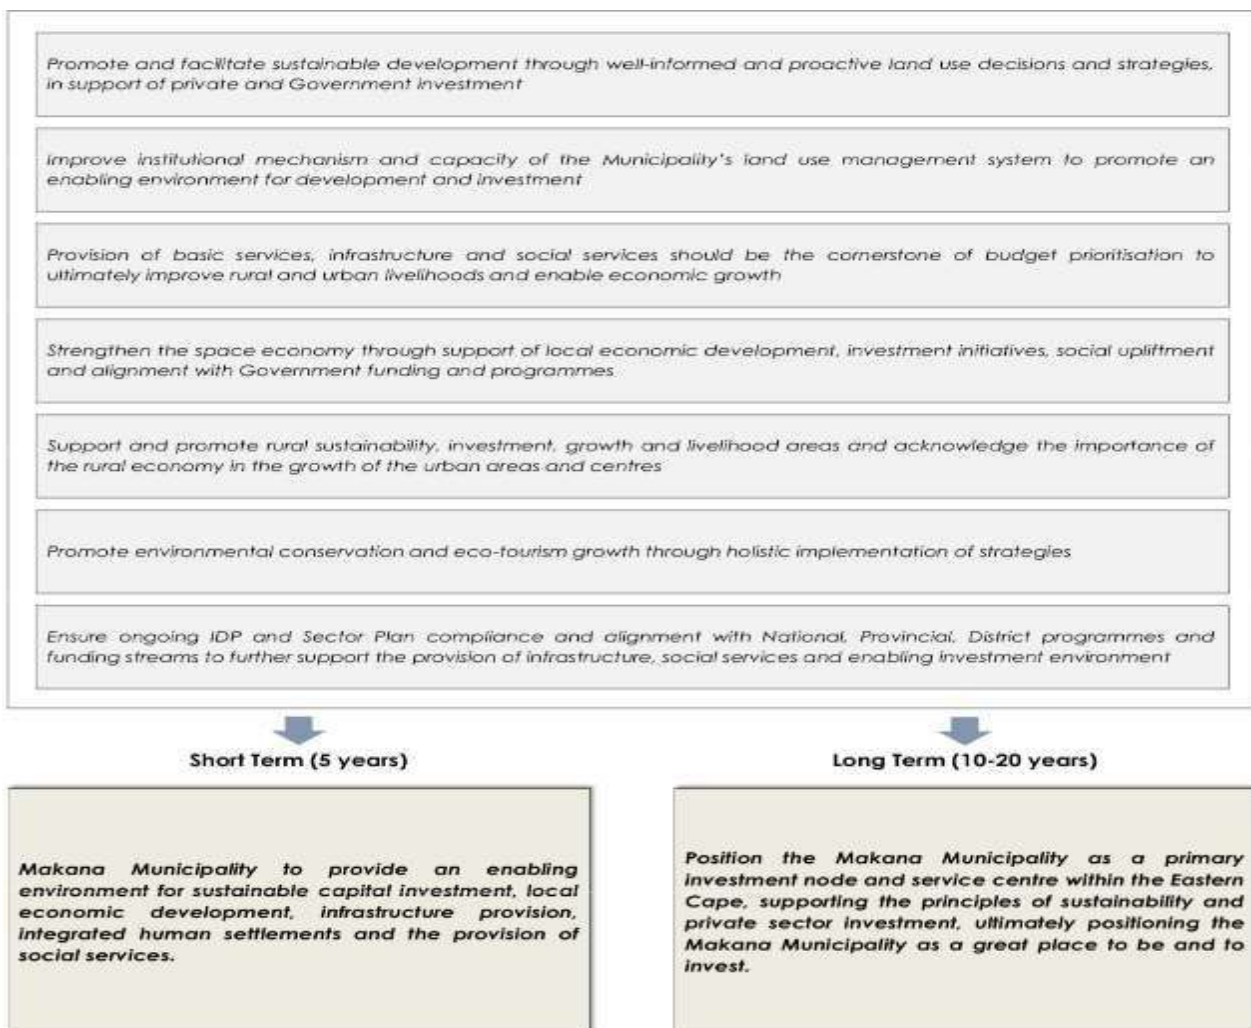 Promote and facilitate sustainable development through well-informed and proactive land use decisions and strategies,
in support of private and Government investment
Improve institutional mechanism and capacity of the Municipality's land use management system to promote an
enabling environment for development and investment
Provision of basic services, infrastructure and social services should be the cornerstone of budget prioritisation to
ultimately improve rural and urban livelihoods and enable economic growth
Strengthen the space economy through support of local economic development, investment initiatives, social upliftment
and alignment with Government funding and programmes
Support and promote rural sustainability, investment, growth and livelihood areas and acknowledge the importance of
the rural economy in the growth of the urban areas and centres
Promote environmental conservation and eco-tourism growth through holistic implementation of strategies
Ensure ongoing IDP and Sector Plan compliance and alignment with National, Provincial, District programmes and
funding streams to further support the provision of infrastructure, social services and enabling investment environment
Short Term (5 years)
Makana Municipality to provide an
enabling environment for sustainable capital investment, local
economic development, infrastructure provision,
integrated human settlements and the provision of
social services.
Long Term (10-20 years)
Position the Makana Municipality as a primary
investment node and service centre within the Eastern
Cape, supporting the principles of sustainability and
private sector investment, ultimately positioning the
Makana Municipality as a great place to be and to
invest.